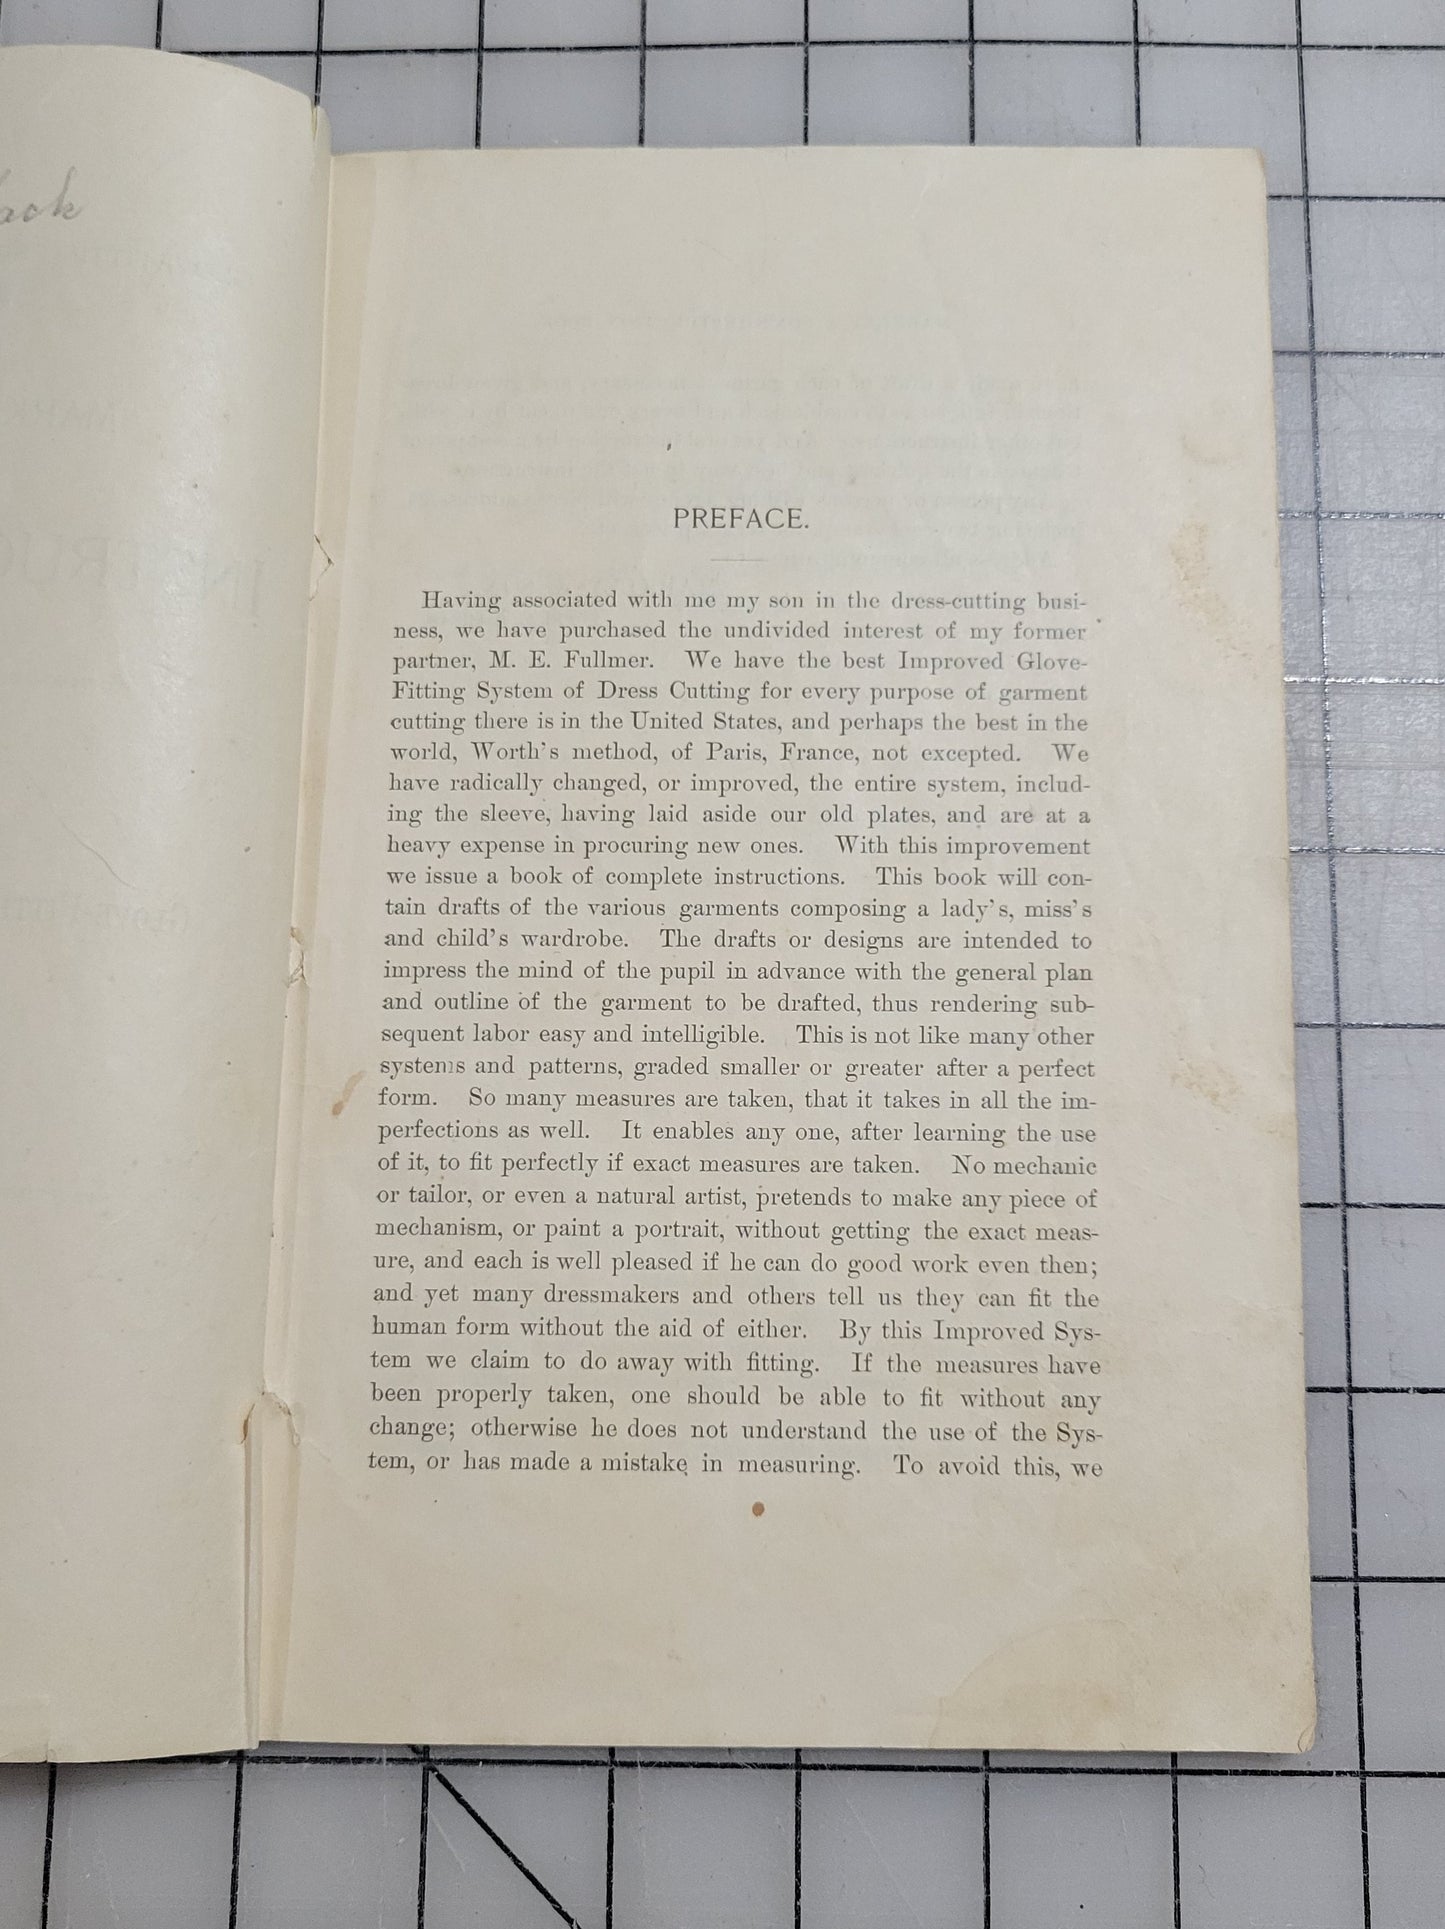 PREFACE.
Having associated with me my son in the dress-cutting busi-
ness, we have purchased the undivided interest of my former
partner, M. E. Fullmer. We have the best Improved Glove-
Fitting System of Dress Cutting for every purpose of garment
cutting there is in the United States, and perhaps the best in the
world, Worth's method, of Paris, France, not excepted. We
have radically changed, or improved, the entire system, includ-
ing the sleeve, having laid aside our old plates, and are at a
heavy expense in procuring new ones. With this improvement
we issue a book of complete instructions. This book will con-
tain drafts of the various garments composing a lady's, miss's
and child's wardrobe. The drafts or designs are intended to
impress the mind of the pupil in advance with the general plan
and outline of the garment to be drafted, thus rendering sub-
sequent labor easy and intelligible. This is not like many other
systems and patterns, graded smaller or greater after a perfect
form. So many measures are taken, that it takes in all the im-
perfections as well. It enables any one, after learning the use
of it, to fit perfectly if exact measures are taken. No mechanic
or tailor, or even a natural artist, pretends to make any piece of
mechanism, or paint a portrait, without getting the exact meas-
ure, and each is well pleased if he can do good work even then;
and yet many dressmakers and others tell us they can fit the
human form without the aid of either. By this Improved Sys-
tem we claim to do away with fitting. If the measures have
been properly taken, one should be able to fit without any
change; otherwise he does not understand the use of the Sys-
tem, or has made a mistake in measuring. To avoid this, we